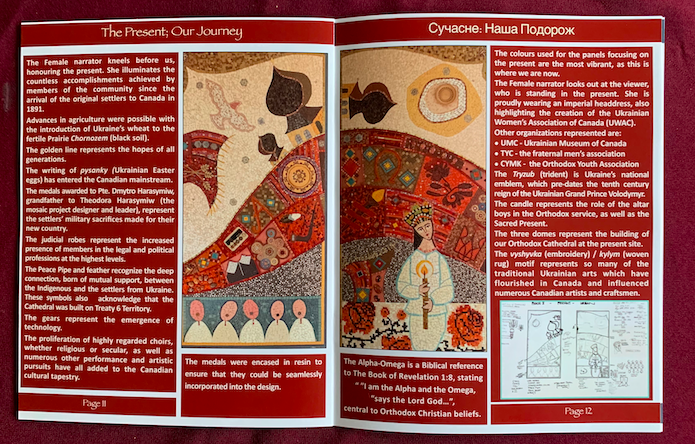 The Present; Our Journey
The Female narrator kneels before us,
honouring the present. She illuminates the
countless accomplishments achieved by
members of the community since the
arrival of the original settlers to Canada in
1891.
Advances in agriculture were possible with
the introduction of Ukraine's wheat to the
fertile Prairie Chornozem (black soil).
The golden line represents the hopes of all
generations.
The writing of pysanky (Ukrainian Easter
eggs) has entered the Canadian mainstream.
The medals awarded to Pte. Dmytro Harasymiw,
grandfather to Theodora Harasymiw (the
mosaic project designer and leader), represent
the settlers' military sacrifices made for their
new country.
The judicial robes represent the increased
presence of members in the legal and political
professions at the highest levels.
The Peace Pipe and feather recognize the deep
connection, born of mutual support, between
the Indigenous and the settlers from Ukraine.
These symbols also acknowledge that the
Cathedral was built on Treaty 6 Territory.
The gears represent the emergence of
technology.
The proliferation of highly regarded choirs,
whether religious or secular, as well as
numerous other performance and artistic
pursuits have all added to the Canadian
cultural tapestry.
Page 11
The medals were encased in resin to
ensure that they could be seamlessly
incorporated into the design.
Сучасне: Наша Подорож
The Alpha-Omega is a Biblical reference
to The Book of Revelation 1:8, stating
" "I am the Alpha and the Omega,
"says the Lord God...",
central to Orthodox Christian beliefs.
The colours used for the panels focusing on
the present are the most vibrant, as this is
where we are now.
The Female narrator looks out at the viewer,
who is standing in the present. She is
proudly wearing an imperial headdress, also
highlighting the creation of the Ukrainian
Women's Association of Canada (UWAC).
Other organizations represented are:
• UMC - Ukrainian Museum of Canada
• TYC - the fraternal men's association
• CYMK - the Orthodox Youth Association
The Tryzub (trident) is Ukraine's national
emblem, which pre-dates the tenth century
reign of the Ukrainian Grand Prince Volodymyr.
The candle represents the role of the altar
boys in the Orthodox service, as well as the
Sacred Present.
The three domes represent the building of
our Orthodox Cathedral at the present site.
The vyshyvka (embroidery) / kylym (woven
rug) motif represents so many of the
traditional Ukrainian arts which have
flourished in Canada and influenced
numerous Canadian artists and craftsmen.
Page 12